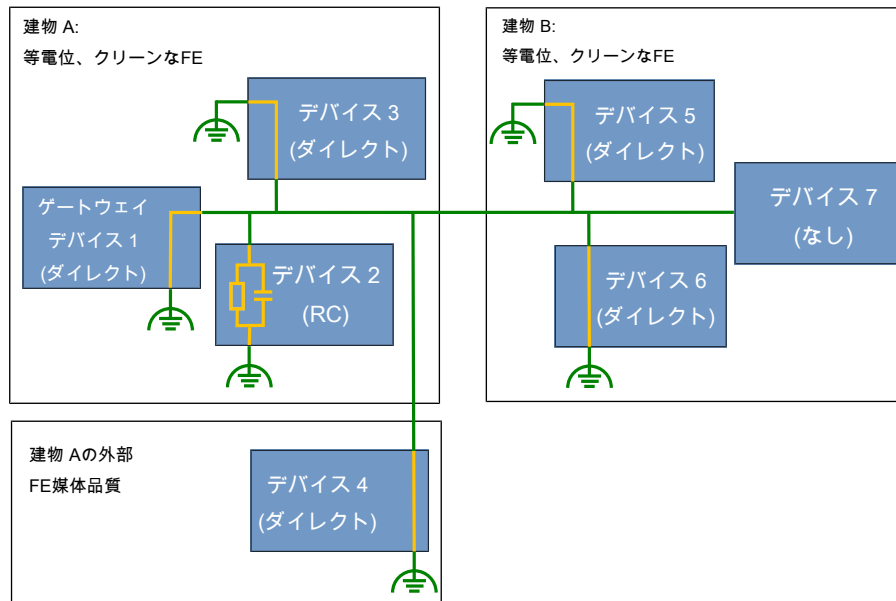 建物 A:
等電位、クリーンなFE
デバイス 3
(ダイレクト)
ゲートウェイ
デバイス 1
(ダイレクト)
デバイス 2
(RC)
建物 B:
等電位、クリーンなFE
デバイス 5
(ダイレクト)
デバイス 7
(なし)
デバイス 6
(ダイレクト)
建物 Aの外部
FE媒体品質
デバイス 4
(ダイレクト)